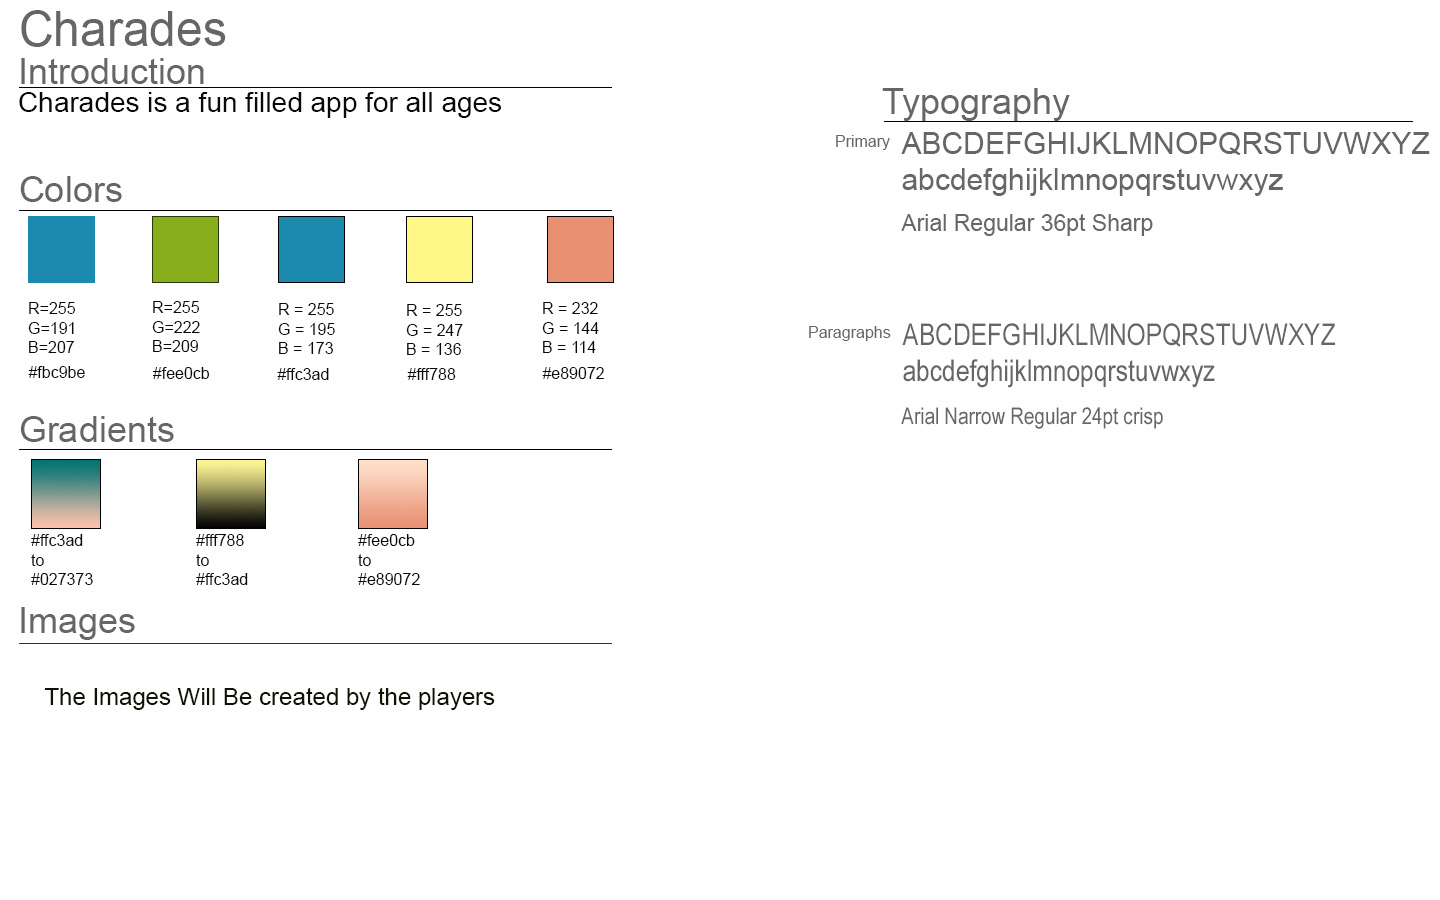 Charades
Introduction
Charades is a fun filled app for all ages
Colors
R=255
G=191
B=207
#fbc9be
R=255
G=222
B=209
#fee0cb
R = 255
G = 195
B = 173
#ffc3ad
R = 255
G = 247
B = 136
#fff788
R = 232
G = 144
B = 114
#e89072
Gradients
#ffc3ad
to
#027373
#fff788
to
#ffc3ad
#fee0cb
to
#e89072
Images
The Images Will Be created by the players
Typography
Primary
ABCDEFGHIJKLMNOPQRSTUVWXYZ
abcdefghijklmnopqrstuvwxyz
Arial Regular 36pt Sharp
Paragraphs
ABCDEFGHIJKLMNOPQRSTUVWXYZ
abcdefghijklmnopqrstuvwxyz
Arial Narrow Regular 24pt crisp